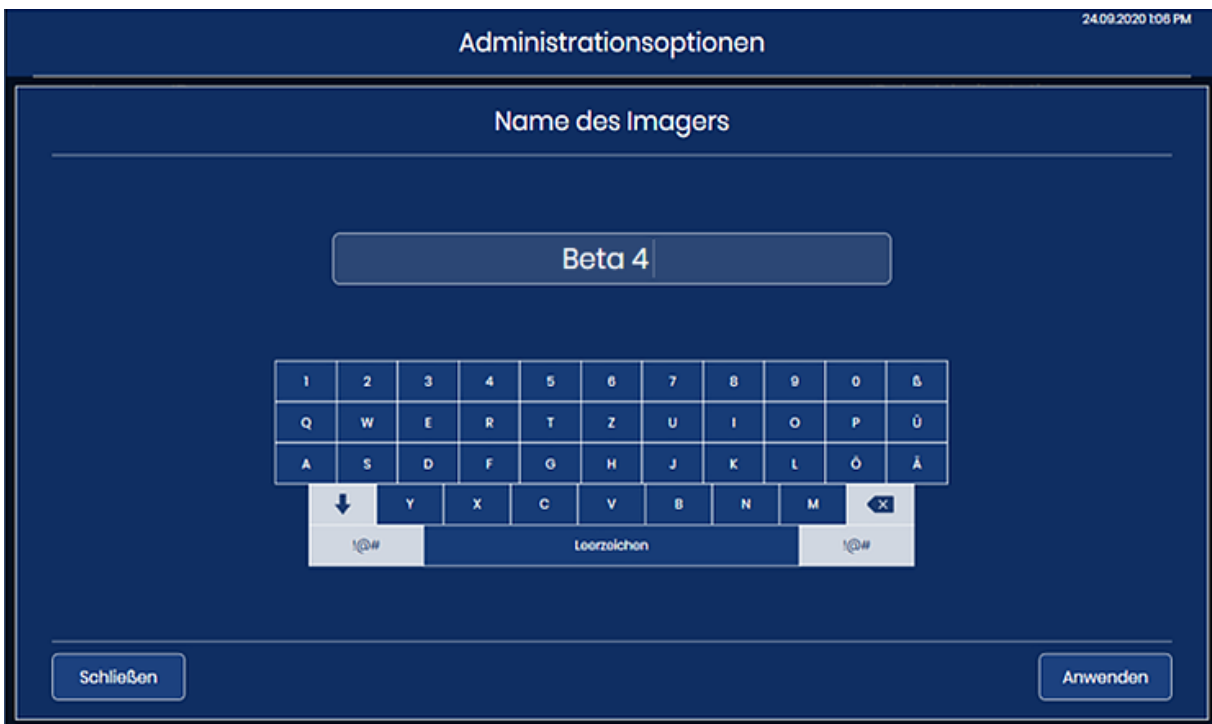 24.09.2020 1:06 PM
Administrationsoptionen
Name des Imagers
Beta 4
1 2 3 4 5 6 7 8 9 0 ß
Q W E R T Z U I O P Ü
A S D F G H J K L Ö Ä
Y X C V B N M
!@# Leerzeichen !@#
Schließen Anwenden